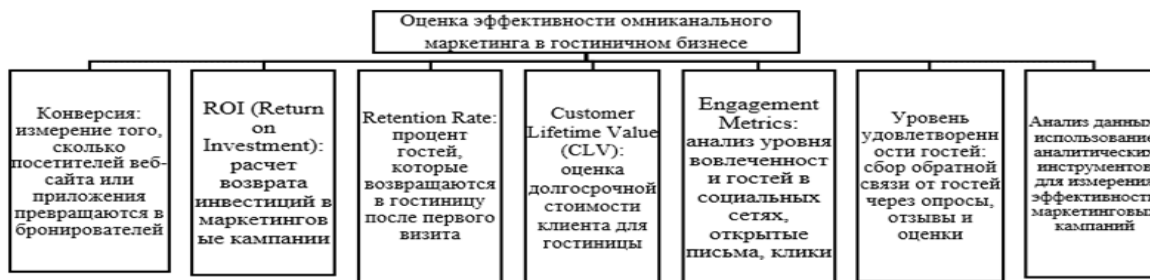 Оценка эффективности омниканального
маркетинга в гостиничном бизнесе
Конверсия:
измерение того,
сколько
посетителей веб-
сайта или
приложения
превращаются в
бронирователей
ROI (Return
on
Investment):
расчет
возврата
инвестиций в
маркетингов
ые кампании
Retention Rate:
процент
гостей,
которые
возвращаются
в гостиницу
после первого
визита
Customer
Lifetime Value
(CLV):
оценка
долгосрочной
стоимости
клиента для
гостиницы
Engagement
Metrics:
анализ уровня
вовлеченност
и гостей в
социальных
сетях,
открытые
письма, клики
Уровень
удовлетворенн
ости гостей:
сбор обратной
связи от гостей
через опросы,
отзывы и
оценки
Анализ данных:
использование
аналитических
инструментов
для измерения
эффективности
маркетинговых
кампаний